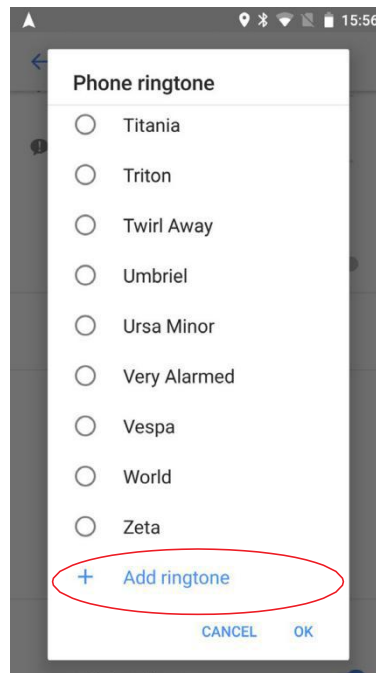 15:56
Phone ringtone
Titania
Triton
Twirl Away
Umbriel
Ursa Minor
Very Alarmed
Vespa
World
Zeta
+ Add ringtone
CANCEL OK